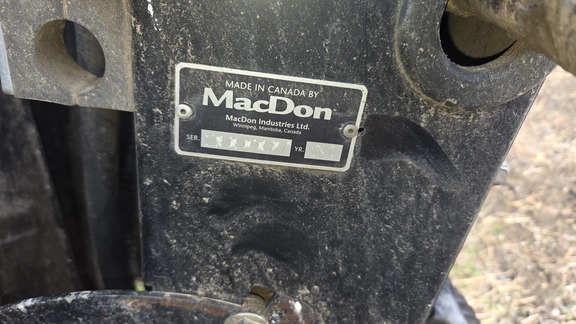 MADE IN CANADA BY
MacDon
MacDon Industries Ltd.
Winnipeg, Manitoba, Canada
SER. YR.